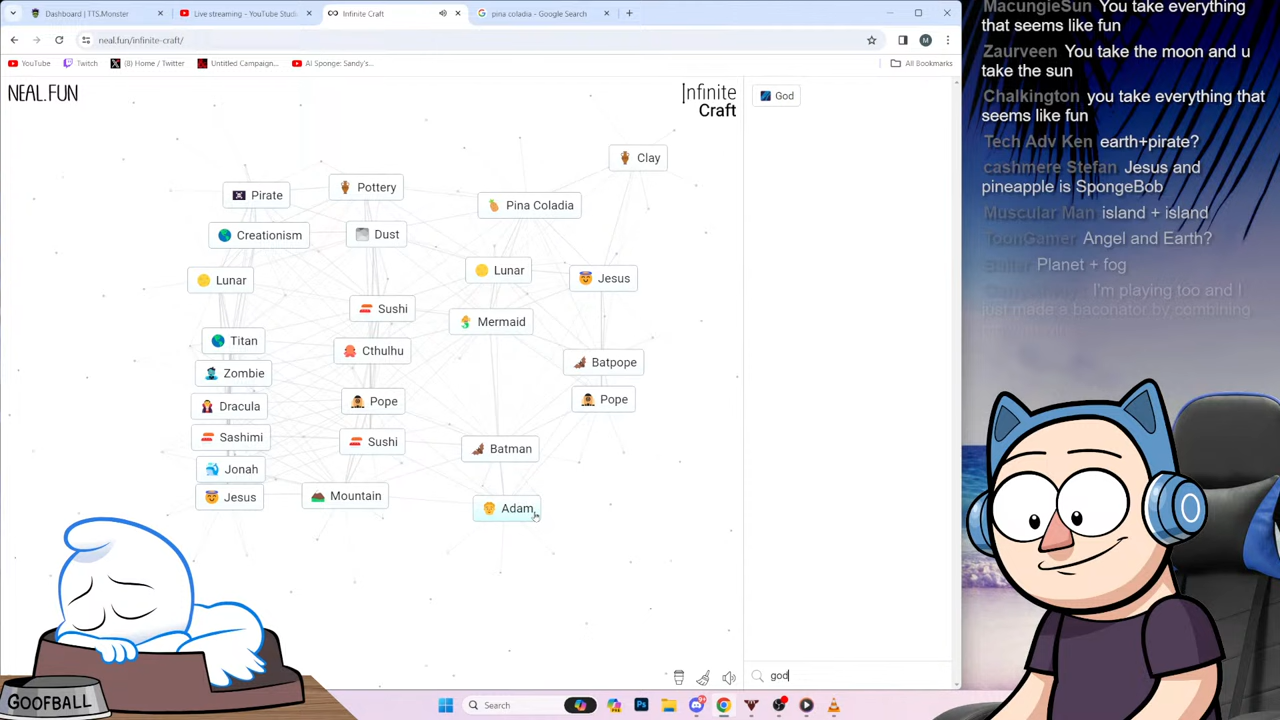 Dashboard | TTS.Monster
Live streaming - YouTube Studi
Infinite Craft
pina coladia - Google Search
neal.fun/infinite-craft/
YouTube
Twitch
(8) Home / Twitter
Untitled Campaign...
AI Sponge: Sandy's...
All Bookmarks
NEAL.FUN
Infinite
Craft
God
Clay
Pirate
Pottery
Pina Coladia
Creationism
Dust
Lunar
Lunar
Jesus
Sushi
Mermaid
Titan
Cthulhu
Batpope
Zombie
Pope
Pope
Dracula
Sashimi
Sushi
Batman
Jonah
Jesus
Mountain
Adam
god
Search
GOOFBALL
MacungieSun You take everything
that seems like fun
Zaurveen You take the moon and u
take the sun
Chalkington you take everything that
seems like fun
Tech Adv Ken earth+pirate?
cashmere Stefan Jesus and
pineapple is SpongeBob
Muscular Man island + island
ToonGamer Angel and Earth?
Planet + fog
I'm playing too and I
just made a baconator by combining